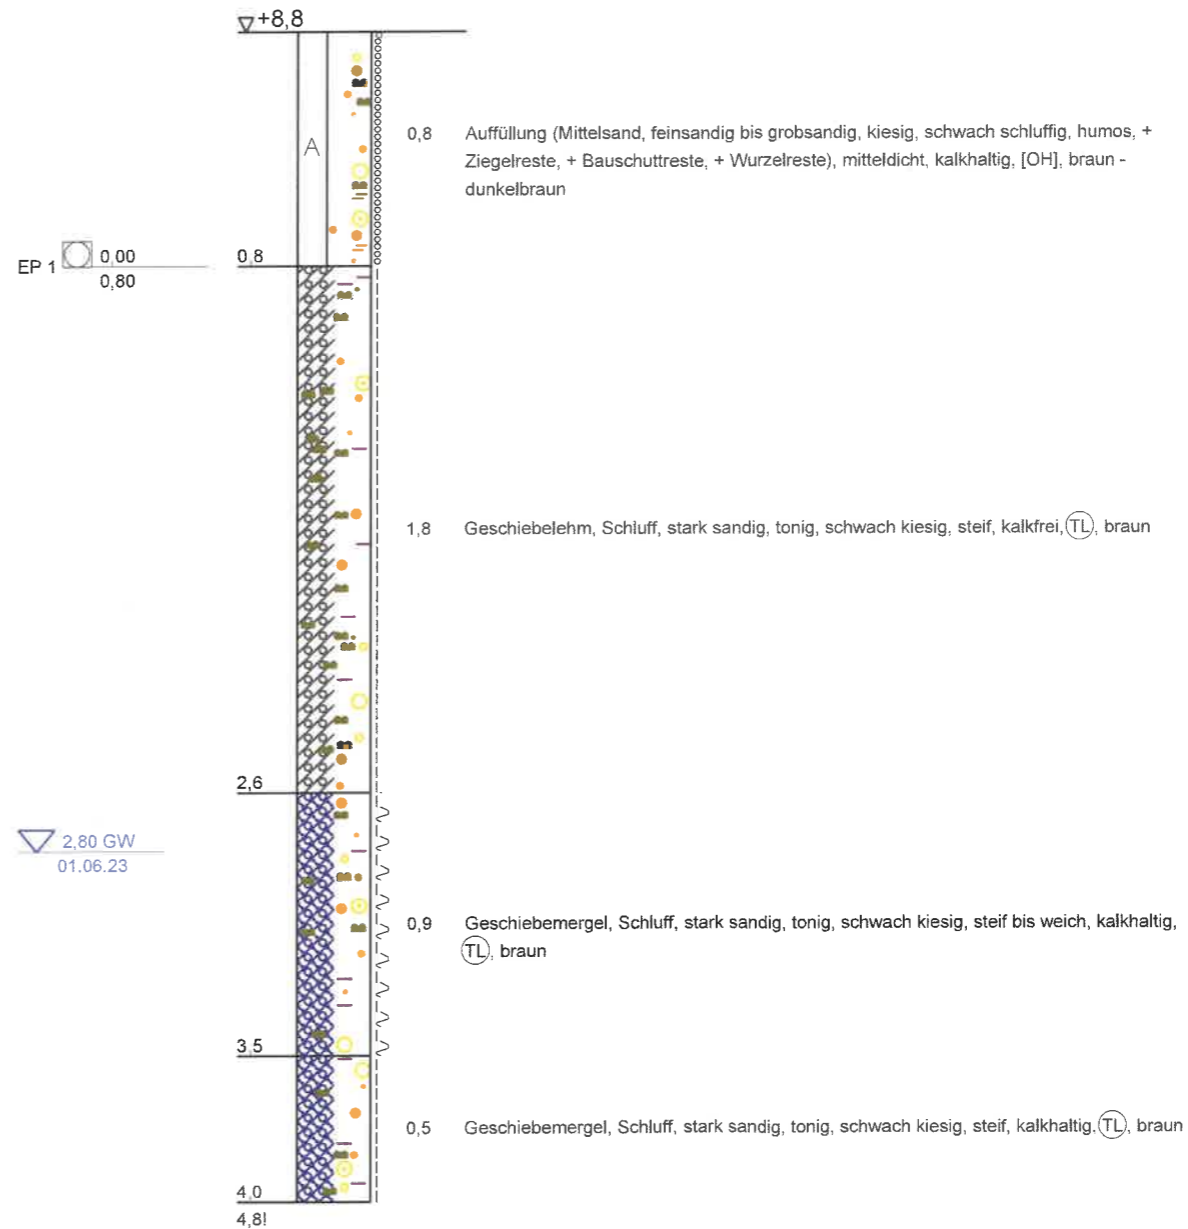 +8,8
0,8 Auffüllung (Mittelsand, feinsandig bis grobsandig, kiesig, schwach schluffig, humos, +
Ziegelreste, + Bauschuttreste, + Wurzelreste), mitteldicht, kalkhaltig, [OH], braun -
dunkelbraun
A
EP 1 0,00
0,80
0,8
1,8 Geschiebelehm, Schluff, stark sandig, tonig, schwach kiesig, steif, kalkfrei, TL, braun
2,6
2,80 GW
01.06.23
0,9 Geschiebemergel, Schluff, stark sandig, tonig, schwach kiesig, steif bis weich, kalkhaltig,
TL, braun
3,5
0,5 Geschiebemergel, Schluff, stark sandig, tonig, schwach kiesig, steif, kalkhaltig, TL, braun
4,0
4,8!